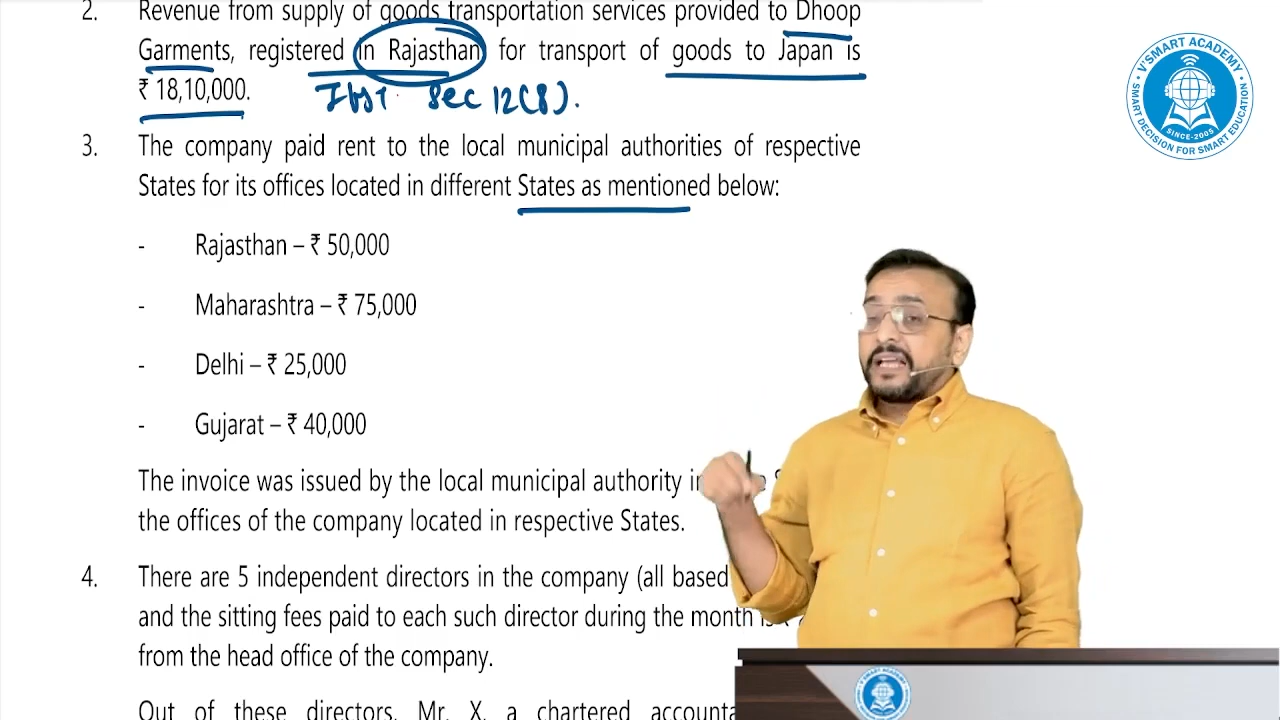 2. Revenue from supply of goods transportation services provided to Dhoop
Garments, registered in Rajasthan for transport of goods to Japan is
₹ 18,10,000. IGST Sec 12(8).
3. The company paid rent to the local municipal authorities of respective
States for its offices located in different States as mentioned below:
- Rajasthan – ₹ 50,000
- Maharashtra – ₹ 75,000
- Delhi – ₹ 25,000
- Gujarat – ₹ 40,000
The invoice was issued by the local municipal authority
the offices of the company located in respective States.
4. There are 5 independent directors in the company (all based
and the sitting fees paid to each such director during the month is ₹
from the head office of the company.
Out of these directors, Mr. X, a chartered
V'SMART ACADEMY
SMART DECISION FOR SMART EDUCATION
SINCE-2005